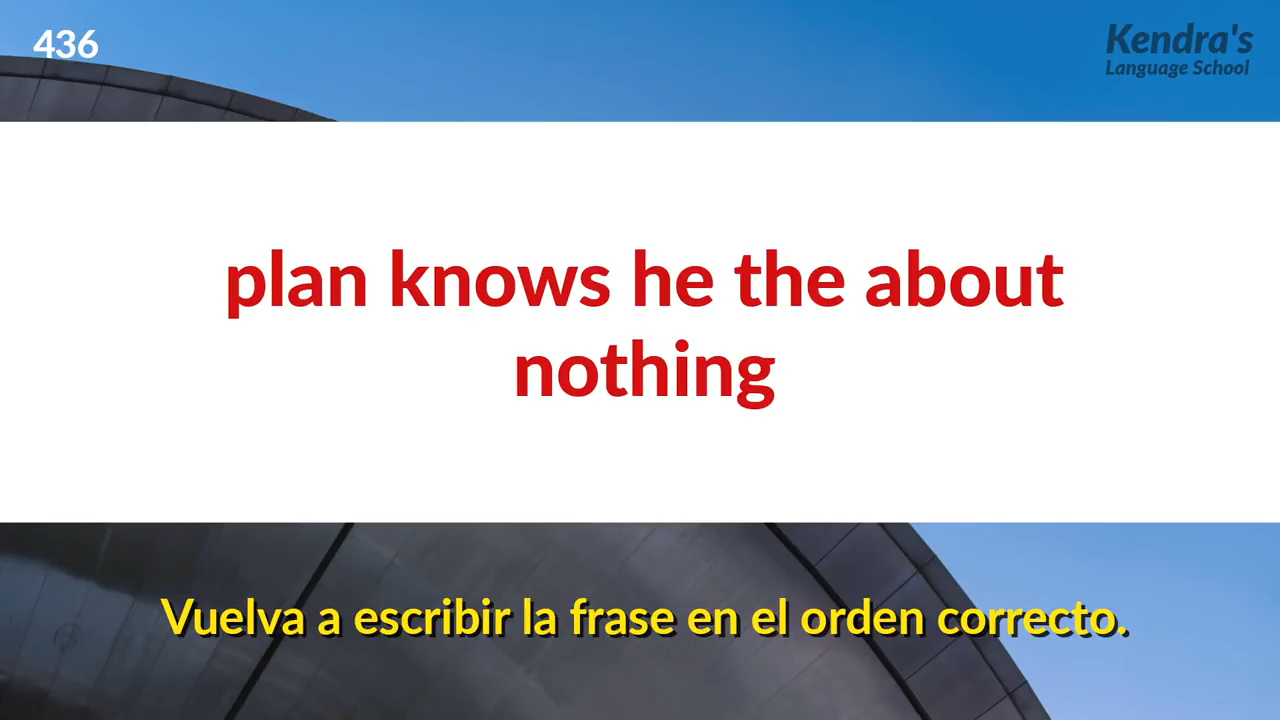 436
Kendra's
Language School
plan knows he the about
nothing
Vuelva a escribir la frase en el orden correcto.